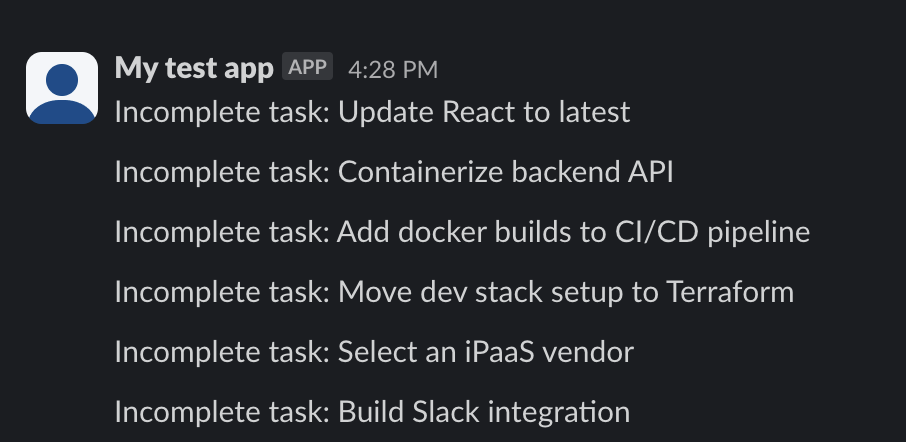 My test app APP 4:28 PM
Incomplete task: Update React to latest
Incomplete task: Containerize backend API
Incomplete task: Add docker builds to CI/CD pipeline
Incomplete task: Move dev stack setup to Terraform
Incomplete task: Select an iPaaS vendor
Incomplete task: Build Slack integration